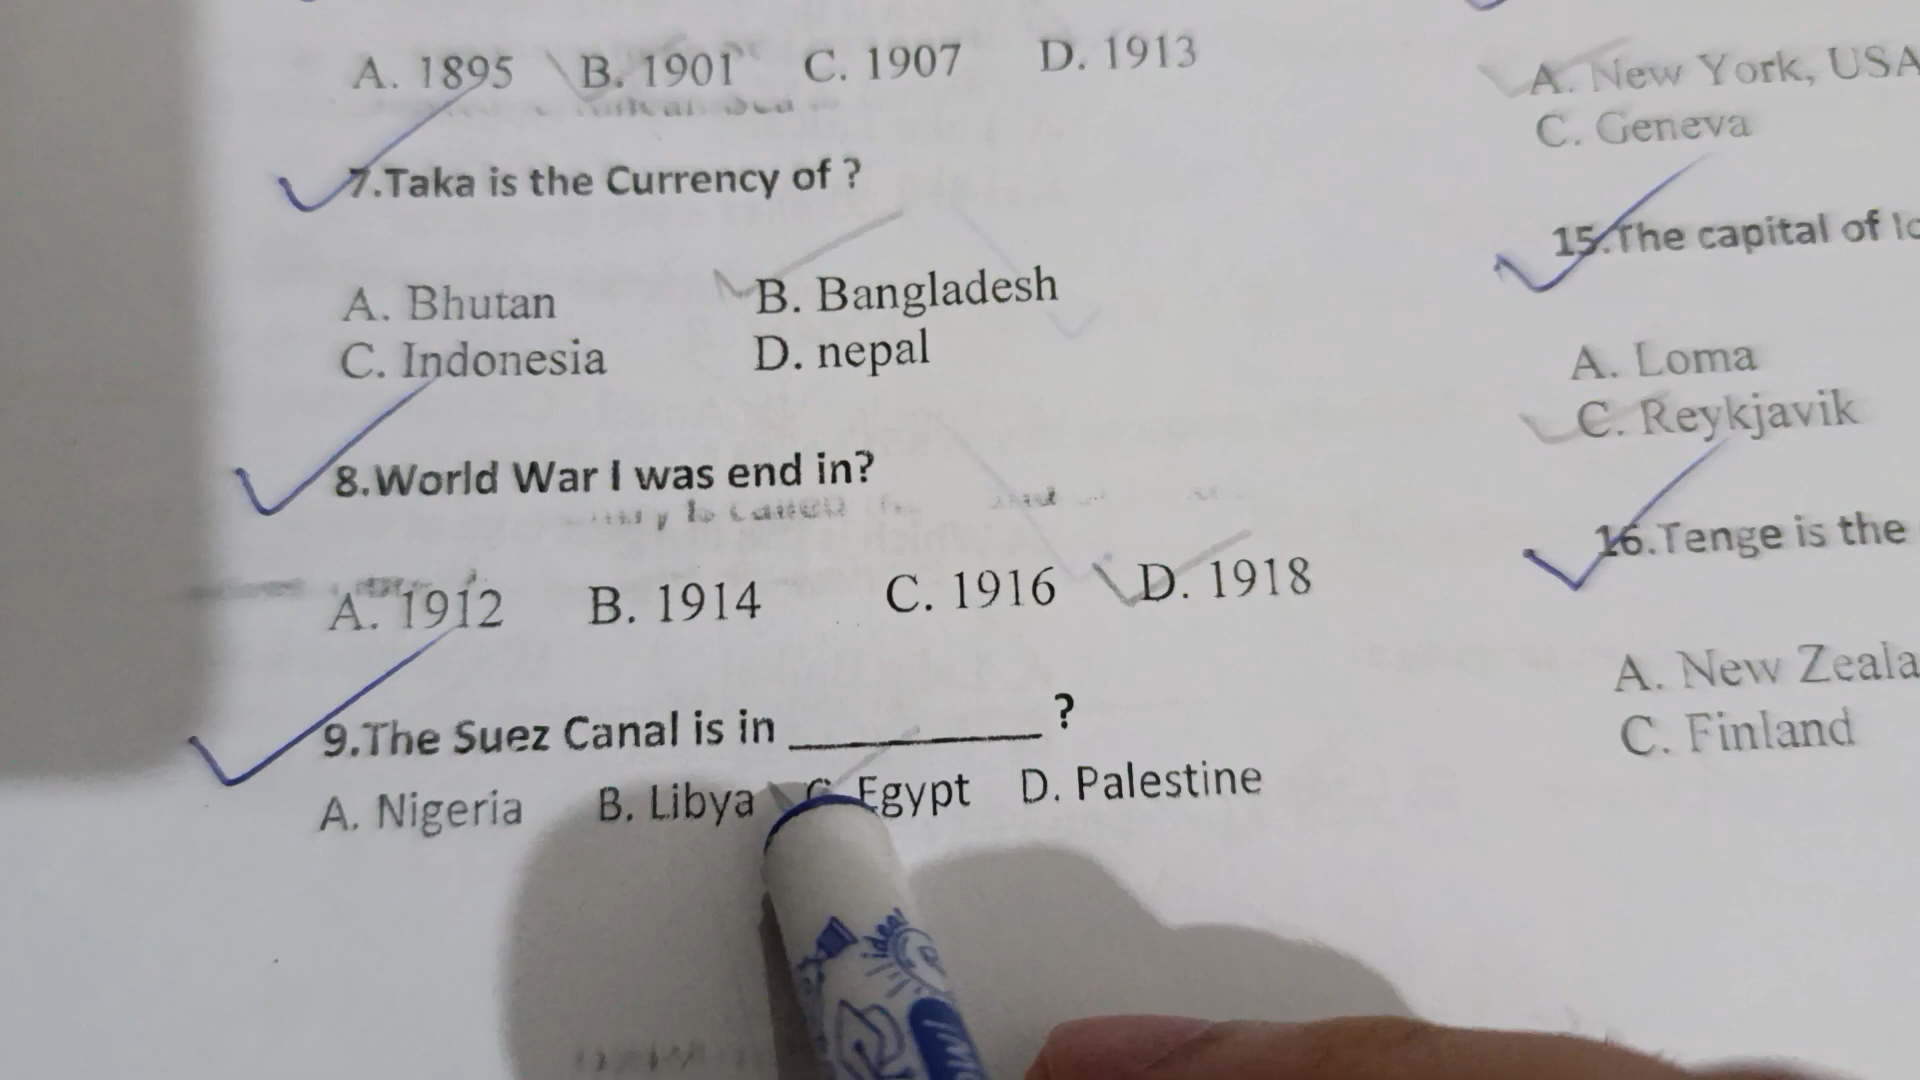 A. 1895 B. 1901 C. 1907 D. 1913
7.Taka is the Currency of ?
A. Bhutan B. Bangladesh
C. Indonesia D. nepal
8.World War I was end in?
A. 1912 B. 1914 C. 1916 D. 1918
9.The Suez Canal is in __________ ?
A. Nigeria B. Libya C. Egypt D. Palestine
A. New York, USA
C. Geneva
15.The capital of
A. Loma
C. Reykjavik
16.Tenge is the
A. New Zeala
C. Finland
idea!